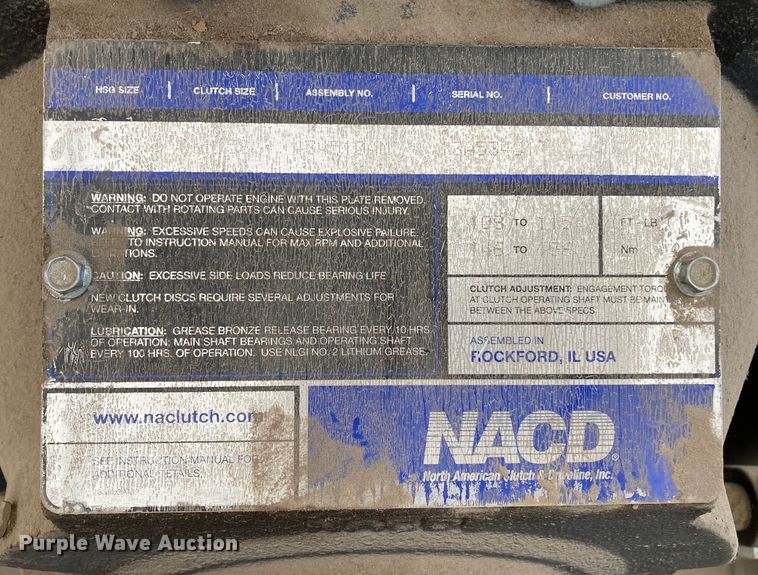 HSG SIZE | CLUTCH SIZE | ASSEMBLY NO. | SERIAL NO. | CUSTOMER NO.
WARNING: DO NOT OPERATE ENGINE WITH THIS PLATE REMOVED.
CONTACT WITH ROTATING PARTS CAN CAUSE SERIOUS INJURY.
WARNING: EXCESSIVE SPEEDS CAN CAUSE EXPLOSIVE FAILURE.
TO INSTRUCTION MANUAL FOR MAX RPM AND ADDITIONAL
CAUTION: EXCESSIVE SIDE LOADS REDUCE BEARING LIFE
NEW CLUTCH DISCS REQUIRE SEVERAL ADJUSTMENTS FOR
WEAR-IN.
LUBRICATION: GREASE BRONZE RELEASE BEARING EVERY 10 HRS.
OF OPERATION; MAIN SHAFT BEARINGS AND OPERATING SHAFT
EVERY 100 HRS. OF OPERATION. USE NLGI NO. 2 LITHIUM GREASE.
TO FT-LB
TO Nm
CLUTCH ADJUSTMENT: ENGAGEMENT
AT CLUTCH OPERATING SHAFT MUST BE
BETWEEN THE ABOVE SPECS.
ASSEMBLED IN
ROCKFORD, IL USA
www.naclutch.com
SEE INSTRUCTION MANUAL FOR
ADDITIONAL DETAILS
NACD®
North American Clutch & Driveline, Inc.
Purple Wave Auction